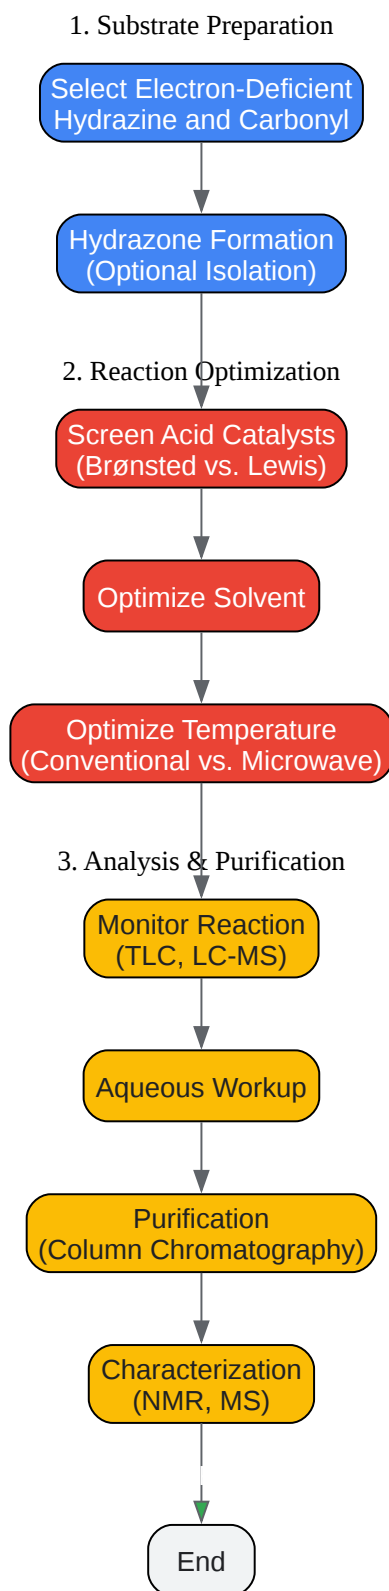 1. Substrate Preparation
Select Electron-Deficient
Hydrazine and Carbonyl
Hydrazone Formation
(Optional Isolation)
2. Reaction Optimization
Screen Acid Catalysts
(Brønsted vs. Lewis)
Optimize Solvent
Optimize Temperature
(Conventional vs. Microwave)
3. Analysis & Purification
Monitor Reaction
(TLC, LC-MS)
Aqueous Workup
Purification
(Column Chromatography)
Characterization
(NMR, MS)
End